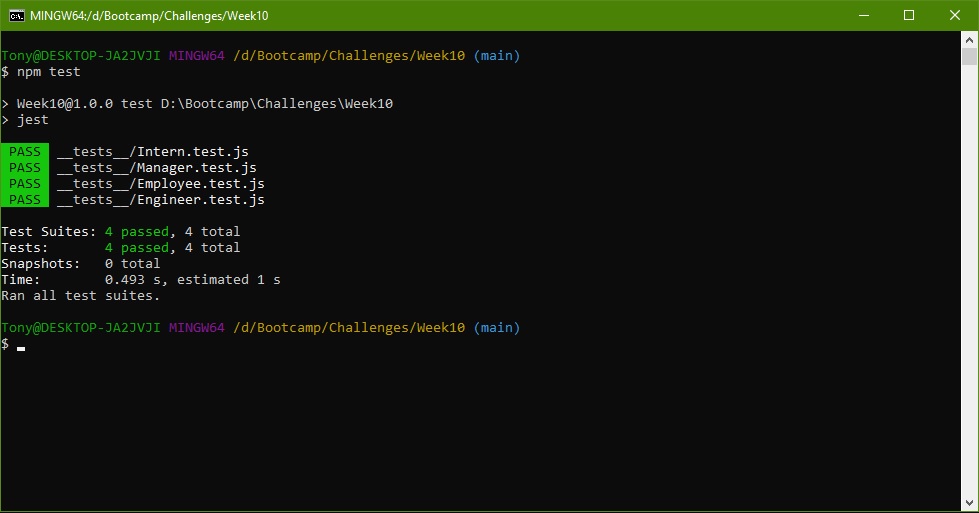 MINGW64:/d/Bootcamp/Challenges/Week10
Tony@DESKTOP-JA2JVJI MINGW64 /d/Bootcamp/Challenges/Week10 (main)
$ npm test
> Week10@1.0.0 test D:\Bootcamp\Challenges\Week10
> jest
PASS __tests__/Intern.test.js
PASS __tests__/Manager.test.js
PASS __tests__/Employee.test.js
PASS __tests__/Engineer.test.js
Test Suites: 4 passed, 4 total
Tests:       4 passed, 4 total
Snapshots:   0 total
Time:        0.493 s, estimated 1 s
Ran all test suites.
Tony@DESKTOP-JA2JVJI MINGW64 /d/Bootcamp/Challenges/Week10 (main)
$